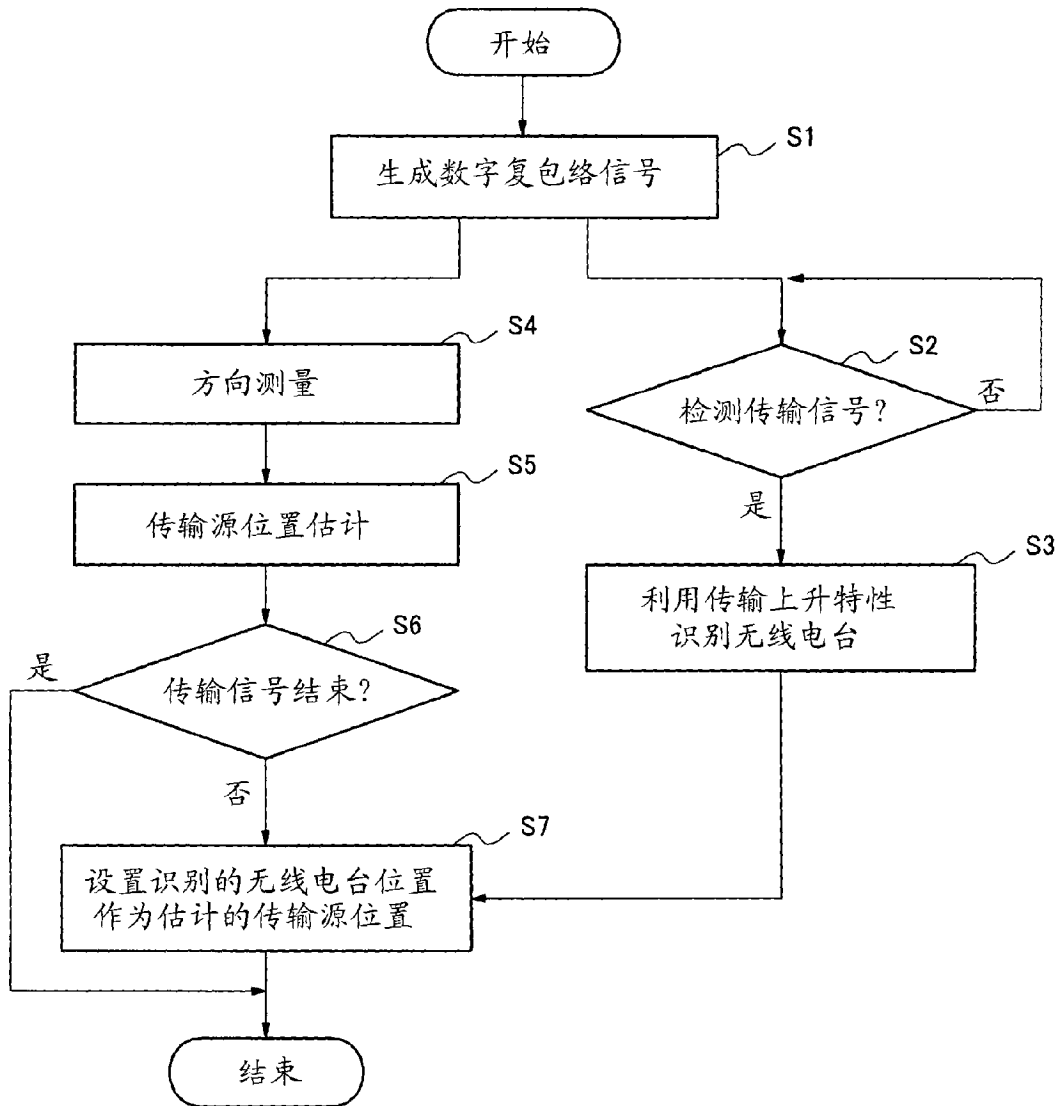 开始
S1
生成数字复包络信号
S4
方向测量
S2
检测传输信号?
否
是
S5
传输源位置估计
S3
利用传输上升特性
识别无线电台
S6
传输信号结束?
是
否
S7
设置识别的无线电台位置
作为估计的传输源位置
结束